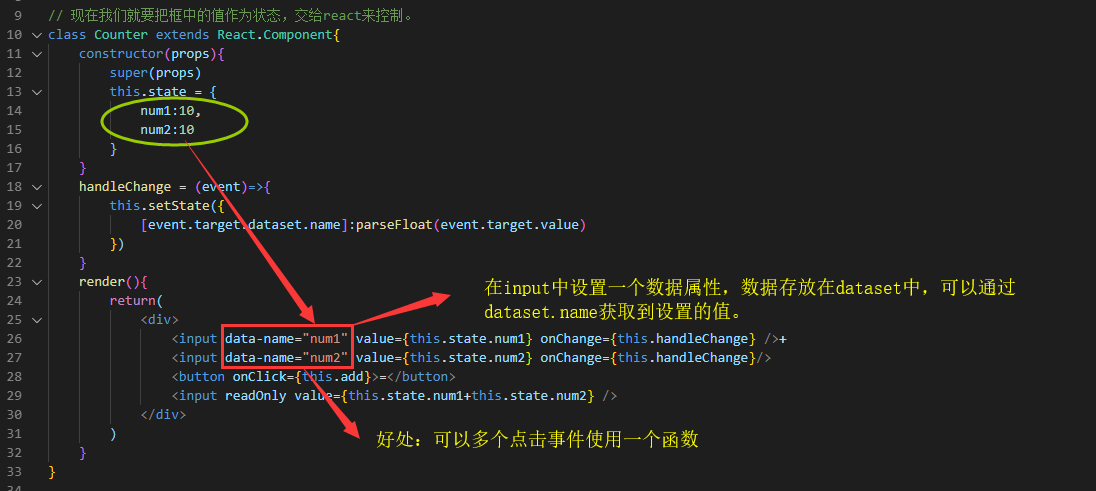 9 // 现在我们就要把框中的值作为状态，交给react来控制。
10 class Counter extends React.Component{
11 constructor(props){
12 super(props)
13 this.state = {
14 num1:10,
15 num2:10
16 }
17 }
18 handleChange = (event)=>{
19 this.setState({
20 [event.target.dataset.name]:parseFloat(event.target.value)
21 })
22 }
23 render(){
24 return(
在input中设置一个数据属性，数据存放在dataset中，可以通过
dataset.name获取到设置的值。
25 <div>
26 <input data-name="num1" value={this.state.num1} onChange={this.handleChange} />+
27 <input data-name="num2" value={this.state.num2} onChange={this.handleChange}/>
28 <button onClick={this.add}>=</button>
29 <input readOnly value={this.state.num1+this.state.num2} />
30 </div>
31 )
好处：可以多个点击事件使用一个函数
32 }
33 }
34